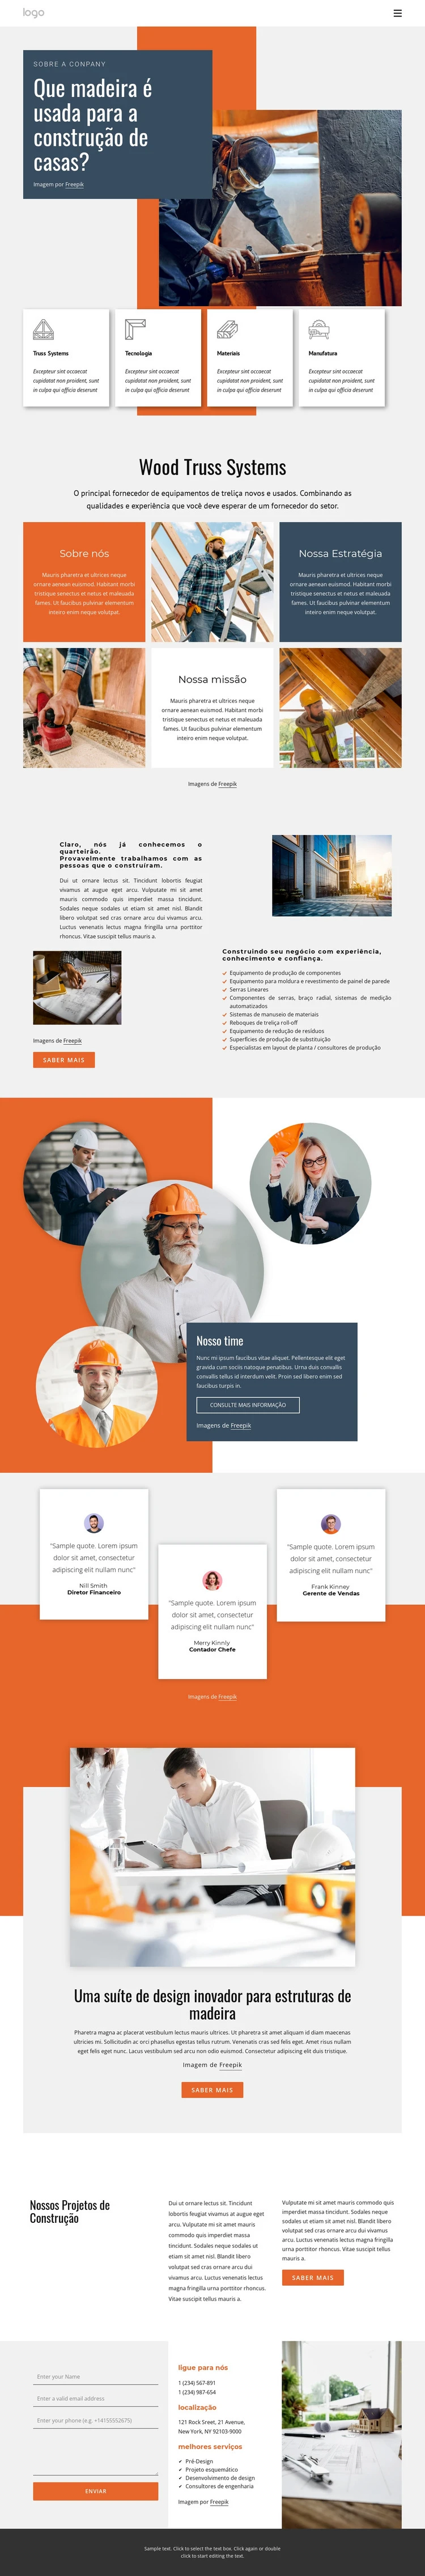 logo
SOBRE A CONPANY
Que madeira é
usada para a
construção de
casas?
Imagem por Freepik
Truss Systems
Excepteur sint occaecat
cupidatat non proident, sunt
in culpa qui officia deserunt
Tecnologia
Excepteur sint occaecat
cupidatat non proident, sunt
in culpa qui officia deserunt
Materiais
Excepteur sint occaecat
cupidatat non proident, sunt
in culpa qui officia deserunt
Manufatura
Excepteur sint occaecat
cupidatat non proident, sunt
in culpa qui officia deserunt
Wood Truss Systems
O principal fornecedor de equipamentos de treliça novos e usados. Combinando as
qualidades e experiência que você deve esperar de um fornecedor do setor.
Sobre nós
Mauris pharetra et ultrices neque
ornare aenean euismod. Habitant morbi
tristique senectus et netus et maleuada
fames. Ut faucibus pulvinar elementum
interio enim neque volutpat.
Nossa Estratégia
Mauris pharetra et ultrices neque
ornare aenean euismod. Habitant morbi
tristique senectus et netus et maleuada
fames. Ut faucibus pulvinar elementum
interio enim neque volutpat.
Nossa missão
Mauris pharetra et ultrices neque
ornare aenean euismod. Habitant morbi
tristique senectus et netus et maleuada
fames. Ut faucibus pulvinar elementum
interio enim neque volutpat.
Imagens de Freepik
Claro, nós já conhecemos o
quarteirão.
Provavelmente trabalhamos com as
pessoas que o construíram.
Dui ut ornare lectus sit. Tincidunt lobortis feugiat
vivamus at augue eget arcu. Vulputate mi sit amet
mauris commodo quis imperdiet massa tincidunt.
Sodales neque sodales ut etiam sit amet nisl. Blandit
libero volutpat sed cras ornare arcu dui vivamus
arcu. Luctus venenatis lectus magna fringilla urna porttitor
rhoncus. Vitae suscipit tellus mauris a.
Imagens de Freepik
SABER MAIS
Construindo seu negócio com experiência,
conhecimento e confiança.
Equipamento de produção de componentes
Equipamento para moldura e revestimento de painel de parede
Serras Lineares
Componentes de serras, braço radial, sistemas de medição
automatizados
Sistemas de manuseio de materiais
Reboques de treliça roll-off
Equipamento de redução de resíduos
Superfícies de produção de substituição
Especialistas em layout de planta / consultores de produção
Nosso time
Nunc mi ipsum faucibus vitae aliquet. Pellentesque elit eget
gravida cum sociis natoque penatibus. Urna duis convallis
convallis tellus id interdum velit. Proin sed libero enim sed
faucibus turpis in.
CONSULTE MAIS INFORMAÇÃO
Imagens de Freepik
"Sample quote. Lorem ipsum
dolor sit amet, consectetur
adipiscing elit nullam nunc"
Nill Smith
Diretor Financeiro
"Sample quote. Lorem ipsum
dolor sit amet, consectetur
adipiscing elit nullam nunc"
Merry Kinnly
Contador Chefe
"Sample quote. Lorem ipsum
dolor sit amet, consectetur
adipiscing elit nullam nunc"
Frank Kinney
Gerente de Vendas
Imagens de Freepik
Uma suíte de design inovador para estruturas de
madeira
Pharetra magna ac placerat vestibulum lectus mauris ultrices. Ut pharetra sit amet aliquam id diam maecenas
ultricies mi. Sollicitudin ac orci phasellus egestas tellus rutrum. Venenatis cras sed felis eget. Amet risus nullam
eget felis eget nunc. Lacus vestibulum sed arcu non odio euismod. Consectetur adipiscing elit duis tristique.
Imagem de Freepik
SABER MAIS
Nossos Projetos de
Construção
Dui ut ornare lectus sit. Tincidunt
lobortis feugiat vivamus at augue eget
arcu. Vulputate mi sit amet mauris
commodo quis imperdiet massa
tincidunt. Sodales neque sodales ut
etiam sit amet nisl. Blandit libero
volutpat sed cras ornare arcu dui
vivamus arcu. Luctus venenatis lectus
magna fringilla urna porttitor rhoncus.
Vitae suscipit tellus mauris a.
Vulputate mi sit amet mauris commodo quis
imperdiet massa tincidunt. Sodales neque
sodales ut etiam sit amet nisl. Blandit libero
volutpat sed cras ornare arcu dui vivamus
arcu. Luctus venenatis lectus magna fringilla
urna porttitor rhoncus. Vitae suscipit tellus
mauris a.
SABER MAIS
Enter your Name
Enter a valid email address
Enter your phone (e.g. +14155552675)
ENVIAR
ligue para nós
1 (234) 567-891
1 (234) 987-654
localização
121 Rock Sreet, 21 Avenue,
New York, NY 92103-9000
melhores serviços
Pré-Design
Projeto esquemático
Desenvolvimento de design
Consultores de engenharia
Imagem por Freepik
Sample text. Click to select the text box. Click again or double
click to start editing the text.